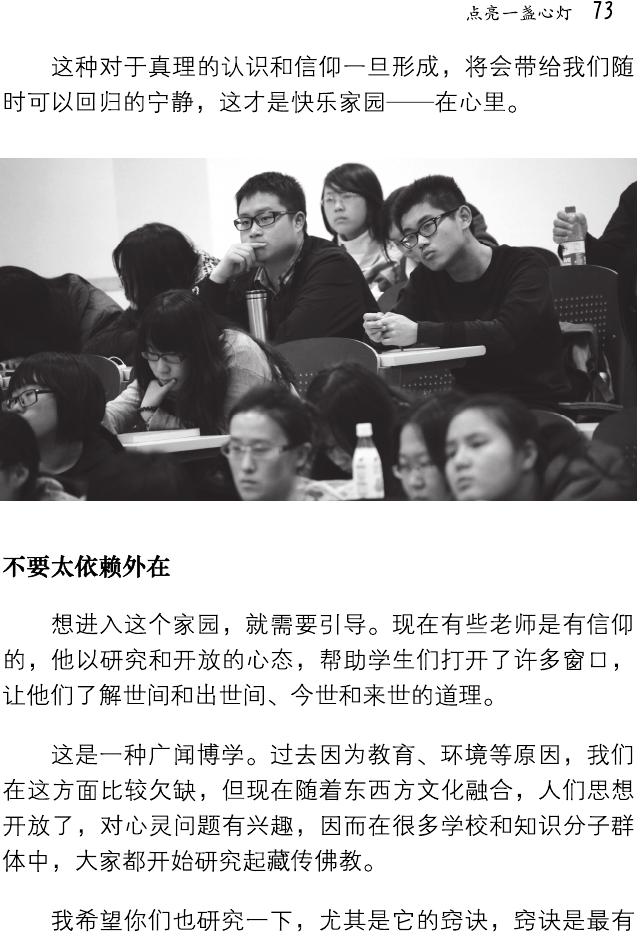 点亮一盏心灯 73
这种对于真理的认识和信仰一旦形成，将会带给我们随
时可以回归的宁静，这才是快乐家园——在心里。
不要太依赖外在
想进入这个家园，就需要引导。现在有些老师是有信仰
的，他以研究和开放的心态，帮助学生们打开了许多窗口，
让他们了解世间和出世间、今世和来世的道理。
这是一种广闻博学。过去因为教育、环境等原因，我们
在这方面比较欠缺，但现在随着东西方文化融合，人们思想
开放了，对心灵问题有兴趣，因而在很多学校和知识分子群
体中，大家都开始研究起藏传佛教。
我希望你们也研究一下，尤其是它的窍诀，窍诀是最有